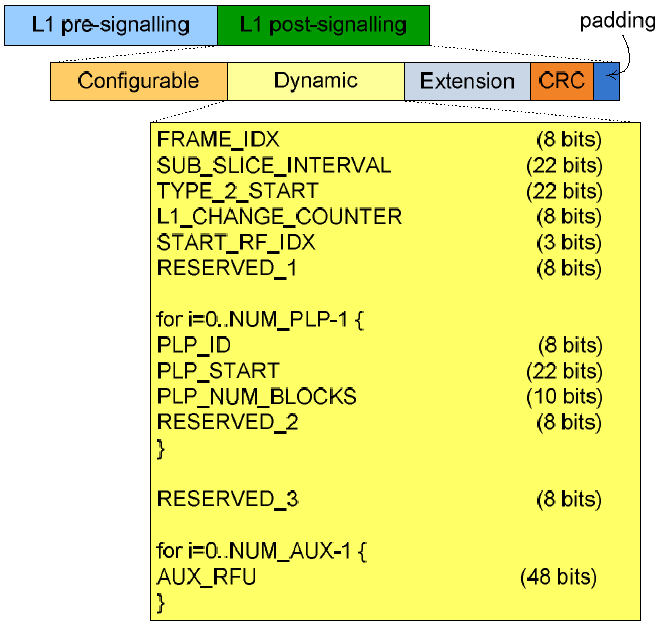 L1 pre-signalling L1 post-signalling
padding
Configurable Dynamic Extension CRC
FRAME_IDX (8 bits)
SUB_SLICE_INTERVAL (22 bits)
TYPE_2_START (22 bits)
L1_CHANGE_COUNTER (8 bits)
START_RF_IDX (3 bits)
RESERVED_1 (8 bits)
for i=0..NUM_PLP-1 {
PLP_ID (8 bits)
PLP_START (22 bits)
PLP_NUM_BLOCKS (10 bits)
RESERVED_2 (8 bits)
}
RESERVED_3 (8 bits)
for i=0..NUM_AUX-1 {
AUX_RFU (48 bits)
}